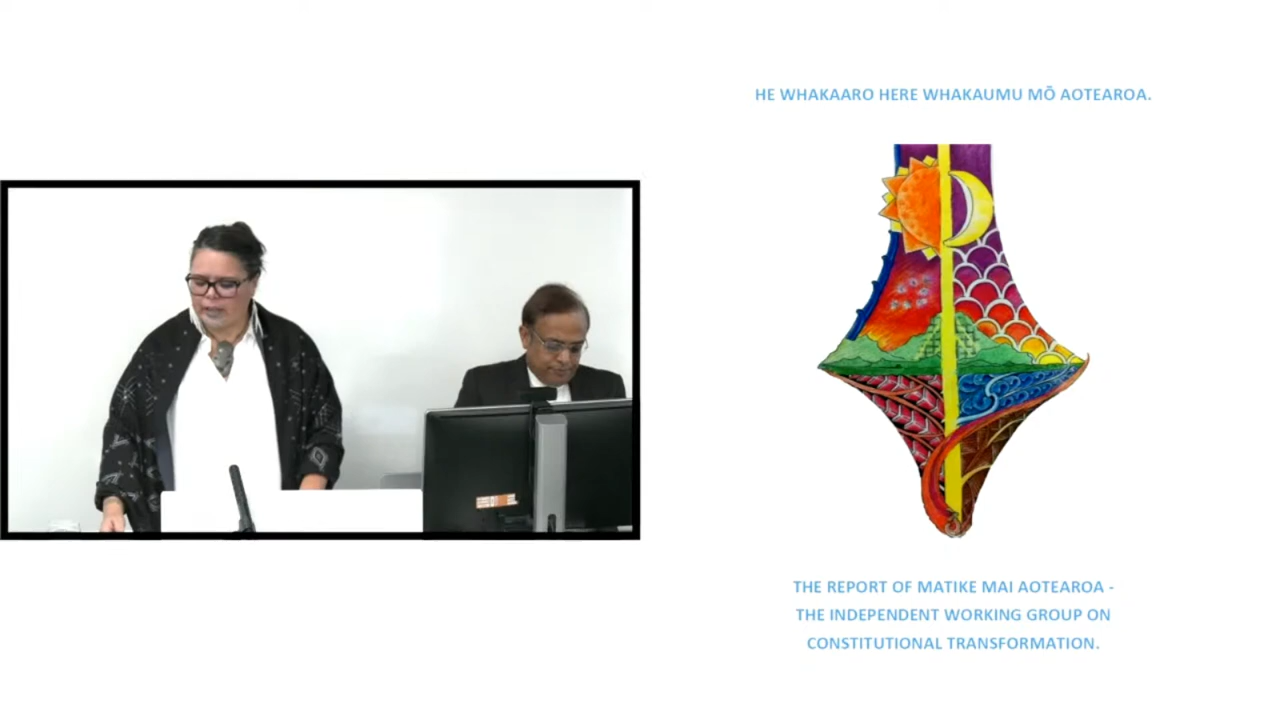 HE WHAKAARO HERE WHAKAUMU MŌ AOTEAROA.
THE REPORT OF MATIKE MAI AOTEAROA -
THE INDEPENDENT WORKING GROUP ON
CONSTITUTIONAL TRANSFORMATION.